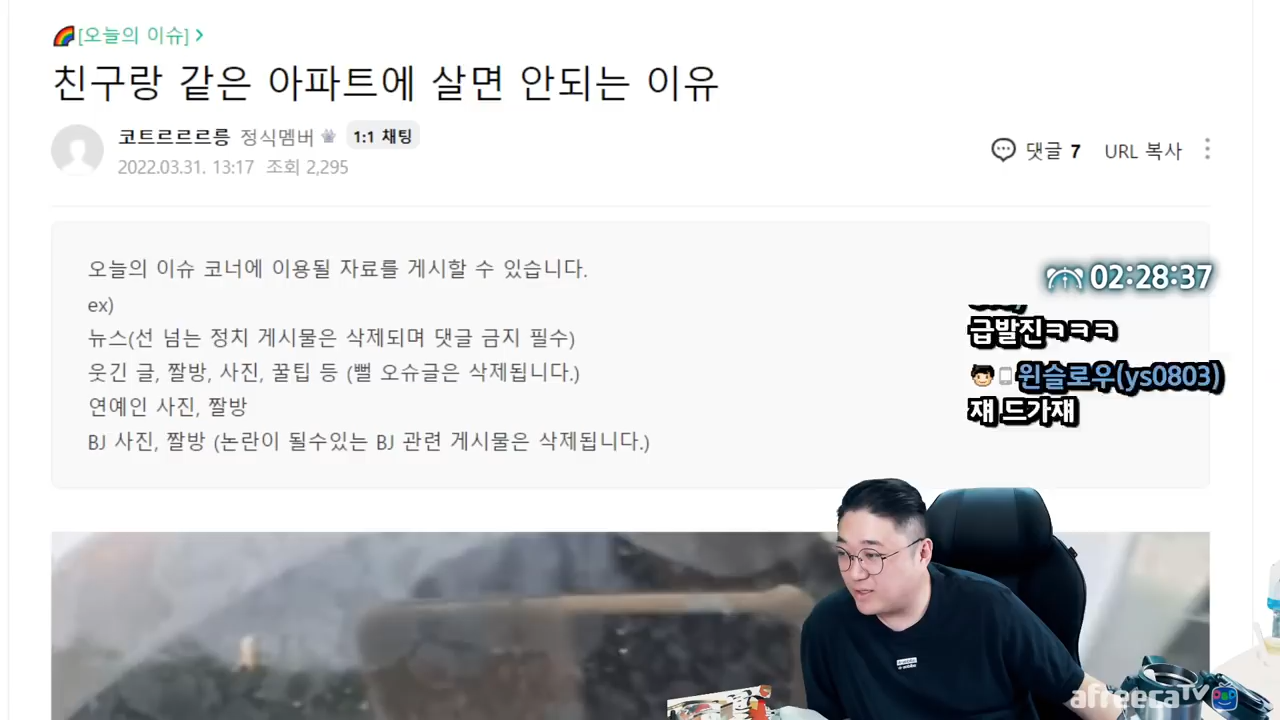 [오늘의 이슈] >
친구랑 같은 아파트에 살면 안되는 이유
코트르르르릉 정식멤버 1:1 채팅
2022.03.31. 13:17 조회 2,295
댓글 7 URL 복사
오늘의 이슈 코너에 이용될 자료를 게시할 수 있습니다.
ex)
뉴스(선 넘는 정치 게시물은 삭제되며 댓글 금지 필수)
웃긴 글, 짤방, 사진, 꿀팁 등 (뻘 오슈글은 삭제됩니다.)
연예인 사진, 짤방
BJ 사진, 짤방 (논란이 될수있는 BJ 관련 게시물은 삭제됩니다.)
02:28:37
급발진ㅋㅋㅋ
윈슬로우(ys0803)
쟤 드가재
afreecaTV